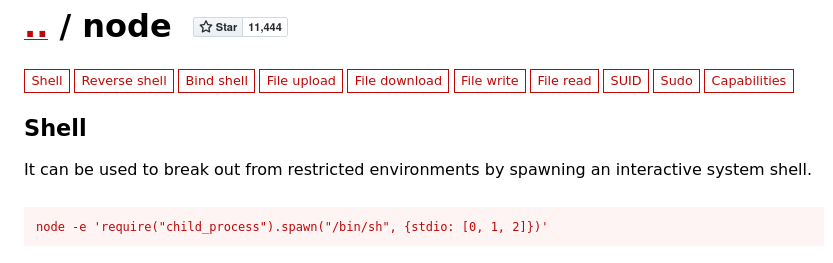 .. / node Star 11,444
Shell Reverse shell Bind shell File upload File download File write File read SUID Sudo Capabilities
Shell
It can be used to break out from restricted environments by spawning an interactive system shell.
node -e 'require("child_process").spawn("/bin/sh", {stdio: [0, 1, 2]})'